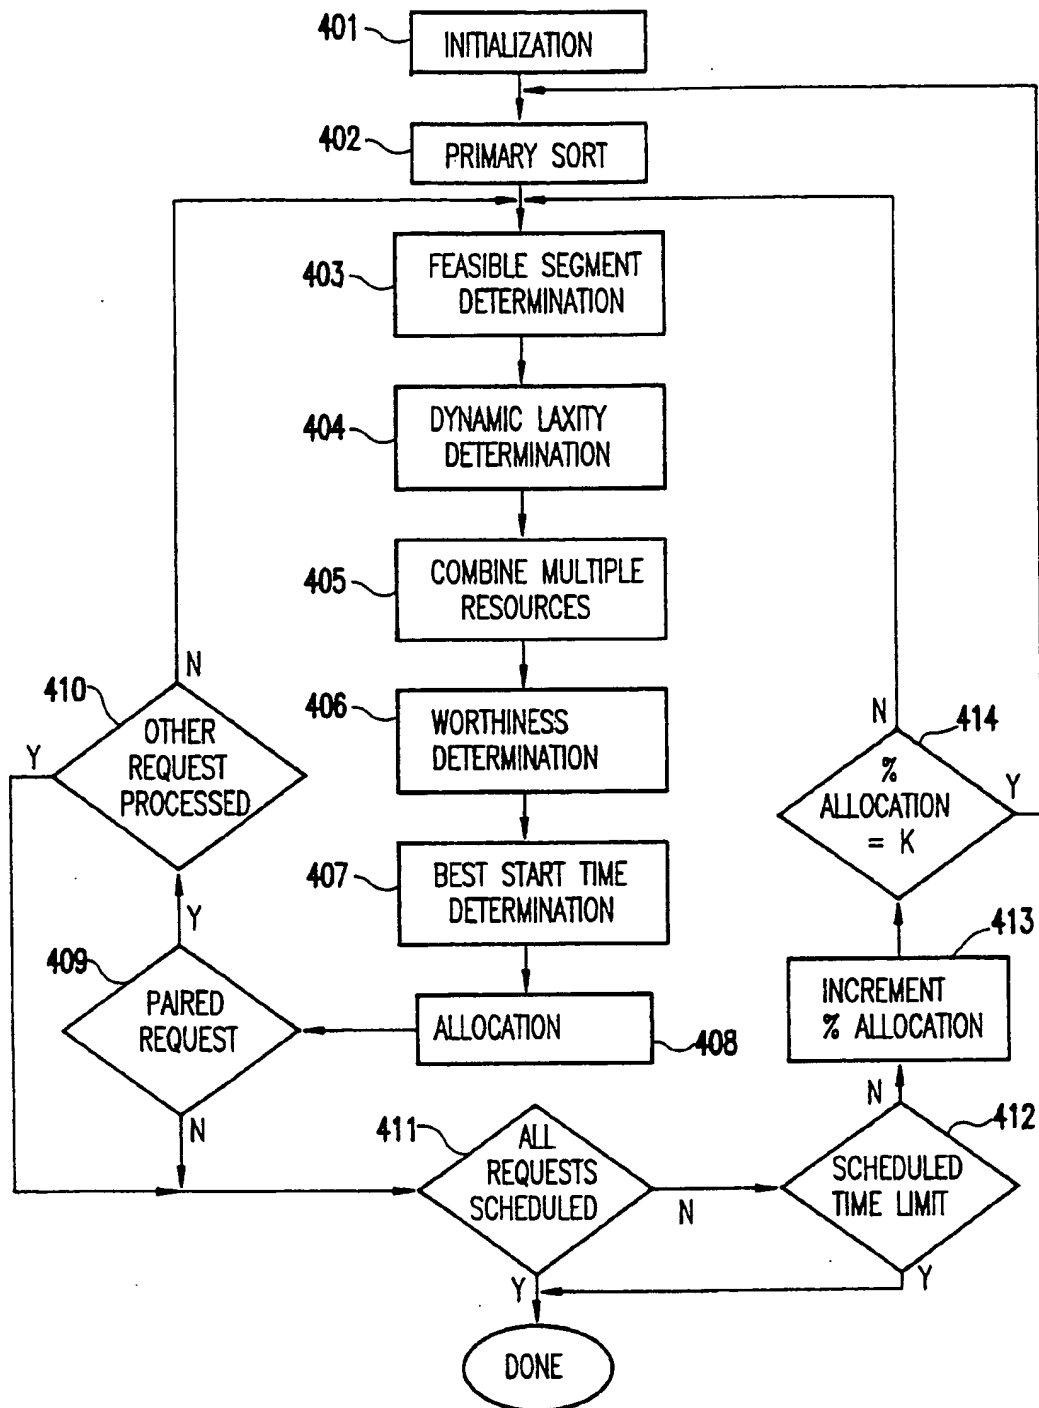 401
INITIALIZATION
402
PRIMARY SORT
403
FEASIBLE SEGMENT
DETERMINATION
404
DYNAMIC LAXITY
DETERMINATION
405
COMBINE MULTIPLE
RESOURCES
406
WORTHINESS
DETERMINATION
407
BEST START TIME
DETERMINATION
ALLOCATION
408
409
PAIRED
REQUEST
Y
N
410
OTHER
REQUEST
PROCESSED
N
Y
411
ALL
REQUESTS
SCHEDULED
N
Y
412
SCHEDULED
TIME LIMIT
N
Y
413
INCREMENT
% ALLOCATION
414
%
ALLOCATION
= K
N
Y
DONE